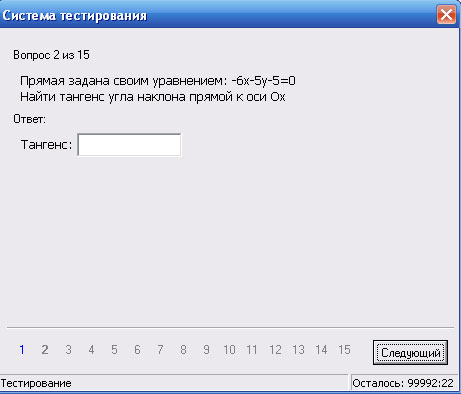 Система тестирования
Вопрос 2 из 15
Прямая задана своим уравнением: -6x-5y-5=0
Найти тангенс угла наклона прямой к оси Ox
Ответ:
Тангенс:
1 2 3 4 5 6 7 8 9 10 11 12 13 14 15
Следующий
Тестирование
Осталось: 99992:22